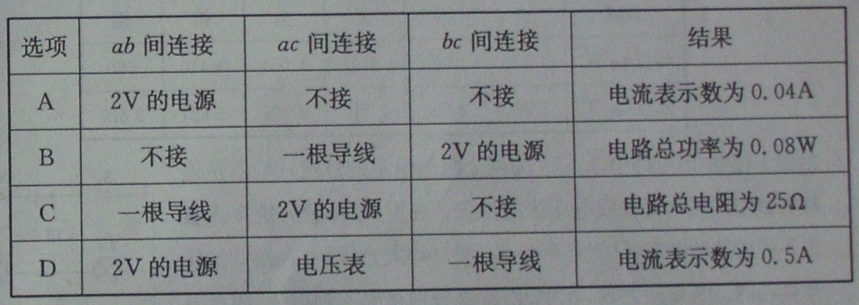 选项 ab 间连接 ac 间连接 bc 间连接 结果
A 2V 的电源 不接 不接 电流表示数为 0.04A
B 不接 一根导线 2V 的电源 电路总功率为 0.08W
C 一根导线 2V 的电源 不接 电路总电阻为 25Ω
D 2V 的电源 电压表 一根导线 电流表示数为 0.5A